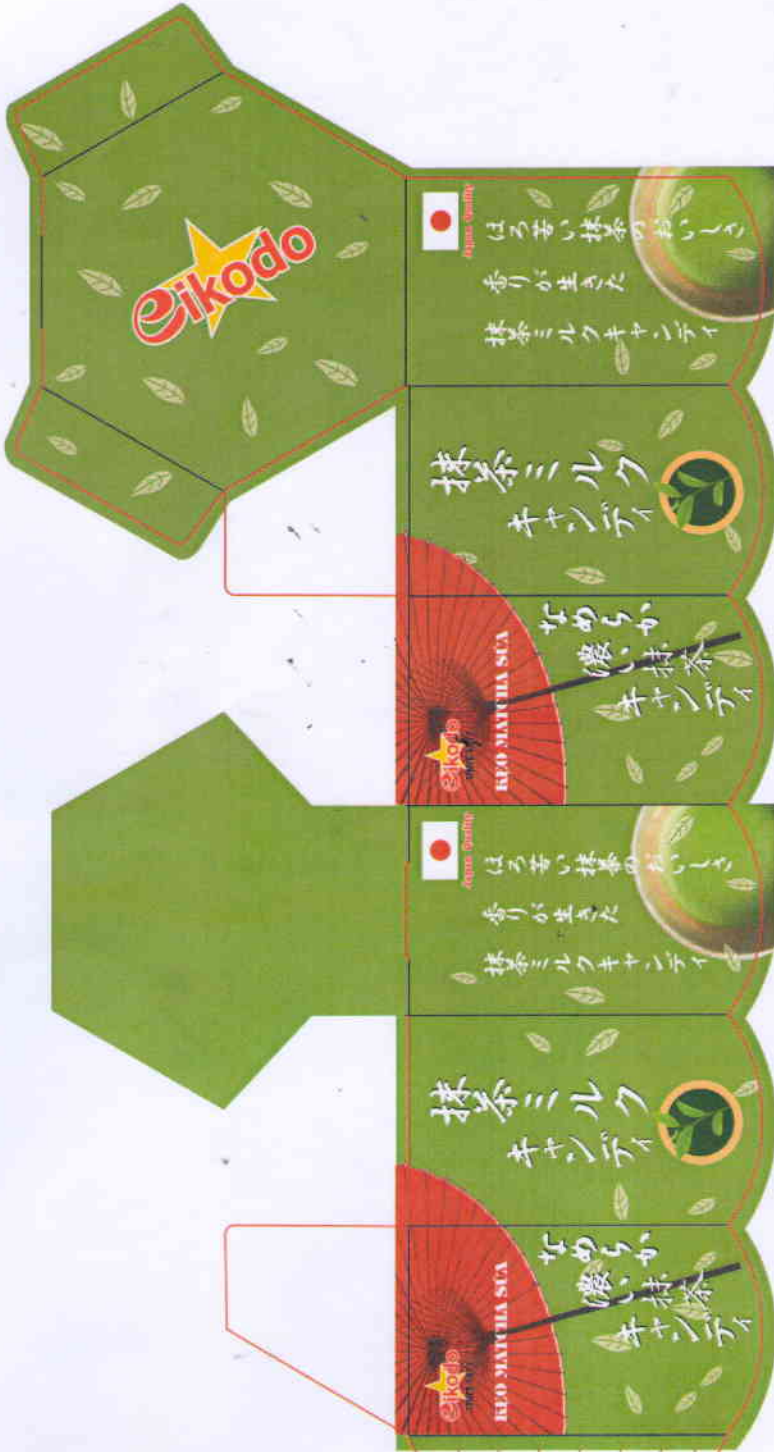 eikodo
Japan Quality
ほろ苦い抹茶のおいしさ
香りが生きた
抹茶ミルクキャンディ
抹茶ミルク
キャンディ
eikodo
KẸO MATCHA SỮA
なめらか
濃い抹茶
キャンディ
Japan Quality
ほろ苦い抹茶のおいしさ
香りが生きた
抹茶ミルクキャンディ
抹茶ミルク
キャンディ
eikodo
KẸO MATCHA SỮA
なめらか
濃い抹茶
キャンディ